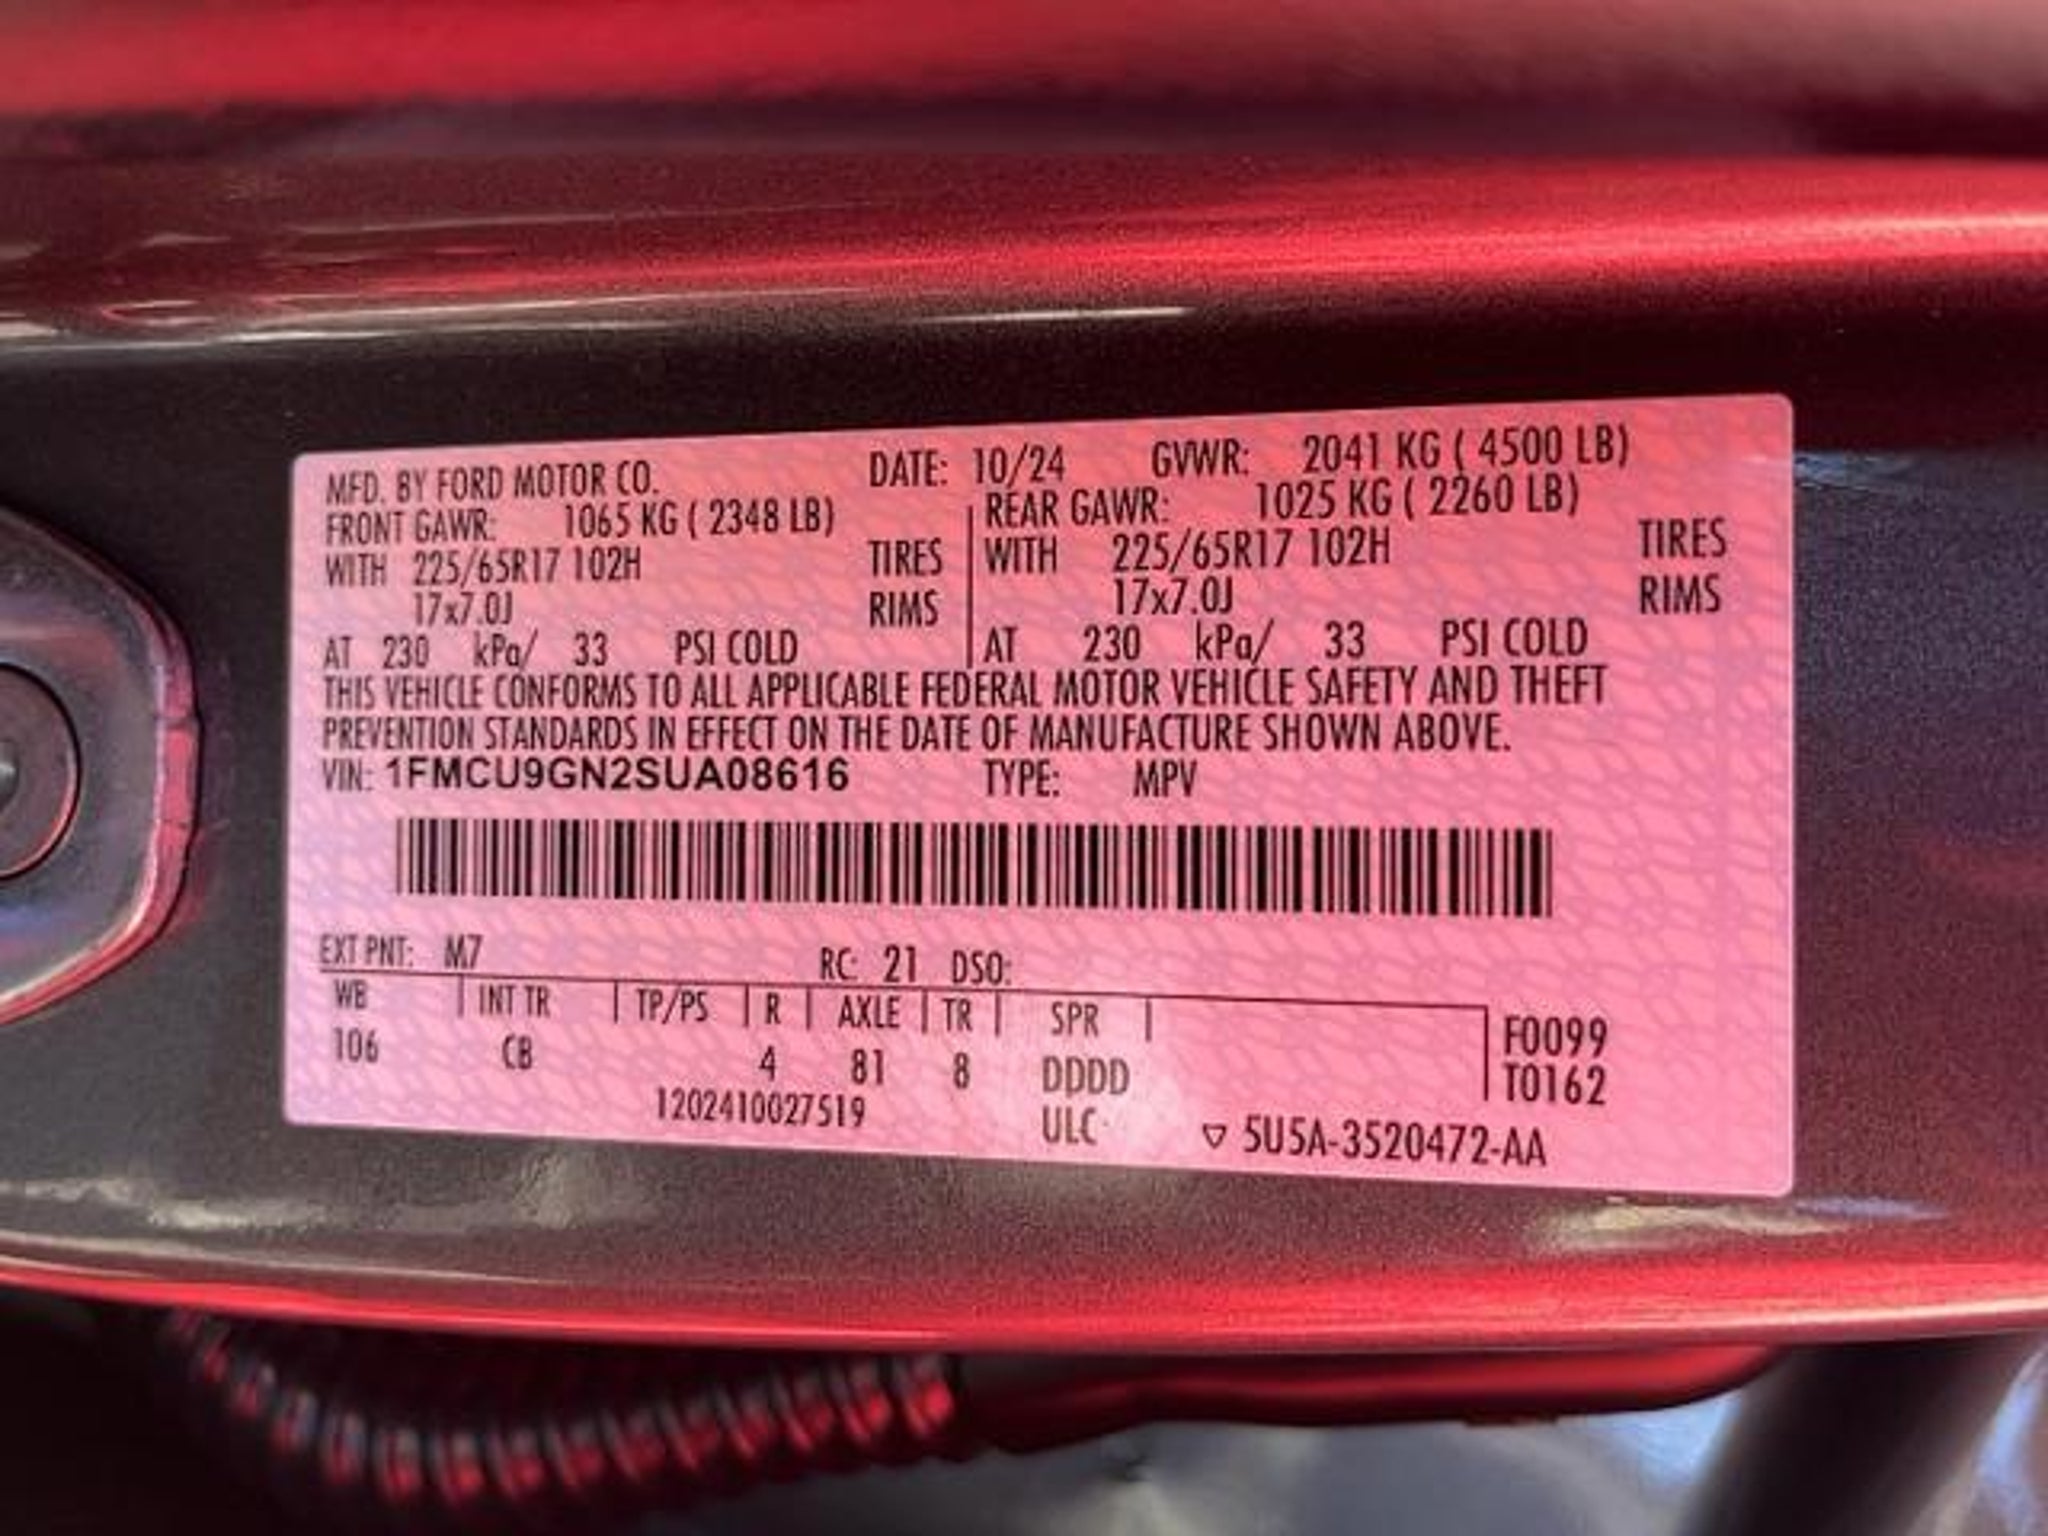 MFD. BY FORD MOTOR CO. DATE: 10/24 GVWR: 2041 KG ( 4500 LB)
FRONT GAWR: 1065 KG ( 2348 LB) REAR GAWR: 1025 KG ( 2260 LB)
WITH 225/65R17 102H TIRES WITH 225/65R17 102H TIRES
17x7.0J RIMS 17x7.0J RIMS
AT 230 kPa/ 33 PSI COLD AT 230 kPa/ 33 PSI COLD
THIS VEHICLE CONFORMS TO ALL APPLICABLE FEDERAL MOTOR VEHICLE SAFETY AND THEFT
PREVENTION STANDARDS IN EFFECT ON THE DATE OF MANUFACTURE SHOWN ABOVE.
VIN: 1FMCU9GN2SUA08616 TYPE: MPV
EXT PNT: M7 RC: 21 DSO:
WB INT TR TP/PS R AXLE TR SPR F0099
106 CB 4 81 8 DDDD T0162
1202410027519 ULC ▽ 5U5A-3520472-AA